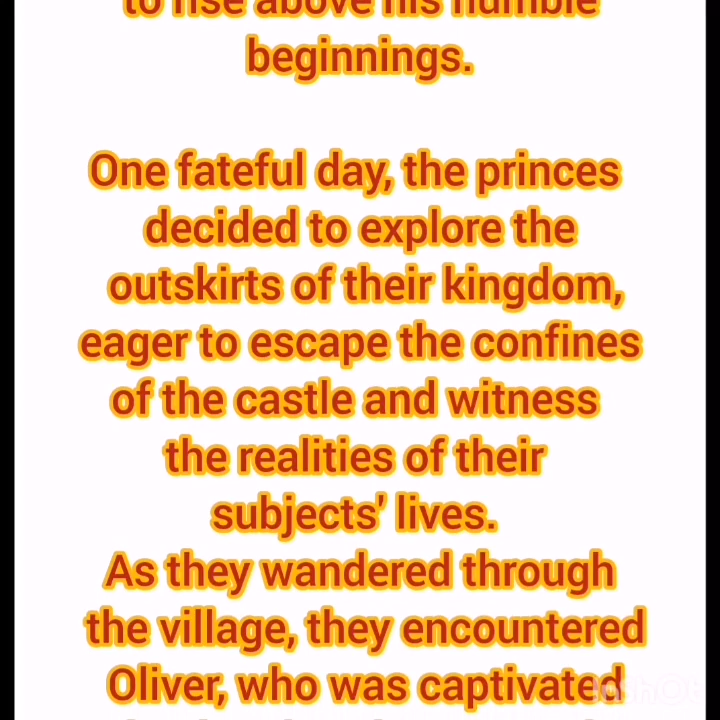 to rise above his humble
beginnings.
One fateful day, the princes
decided to explore the
outskirts of their kingdom,
eager to escape the confines
of the castle and witness
the realities of their
subjects' lives.
As they wandered through
the village, they encountered
Oliver, who was captivated